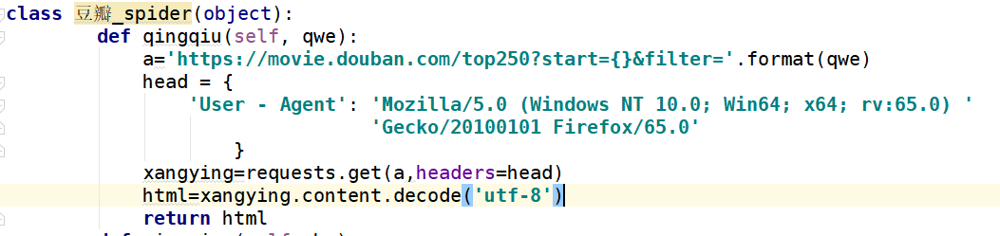 class 豆瓣_spider(object):
def qingqiu(self, qwe):
a='https://movie.douban.com/top250?start={}&filter='.format(qwe)
head = {
'User - Agent': 'Mozilla/5.0 (Windows NT 10.0; Win64; x64; rv:65.0) '
'Gecko/20100101 Firefox/65.0'
}
xangying=requests.get(a,headers=head)
html=xangying.content.decode('utf-8')
return html